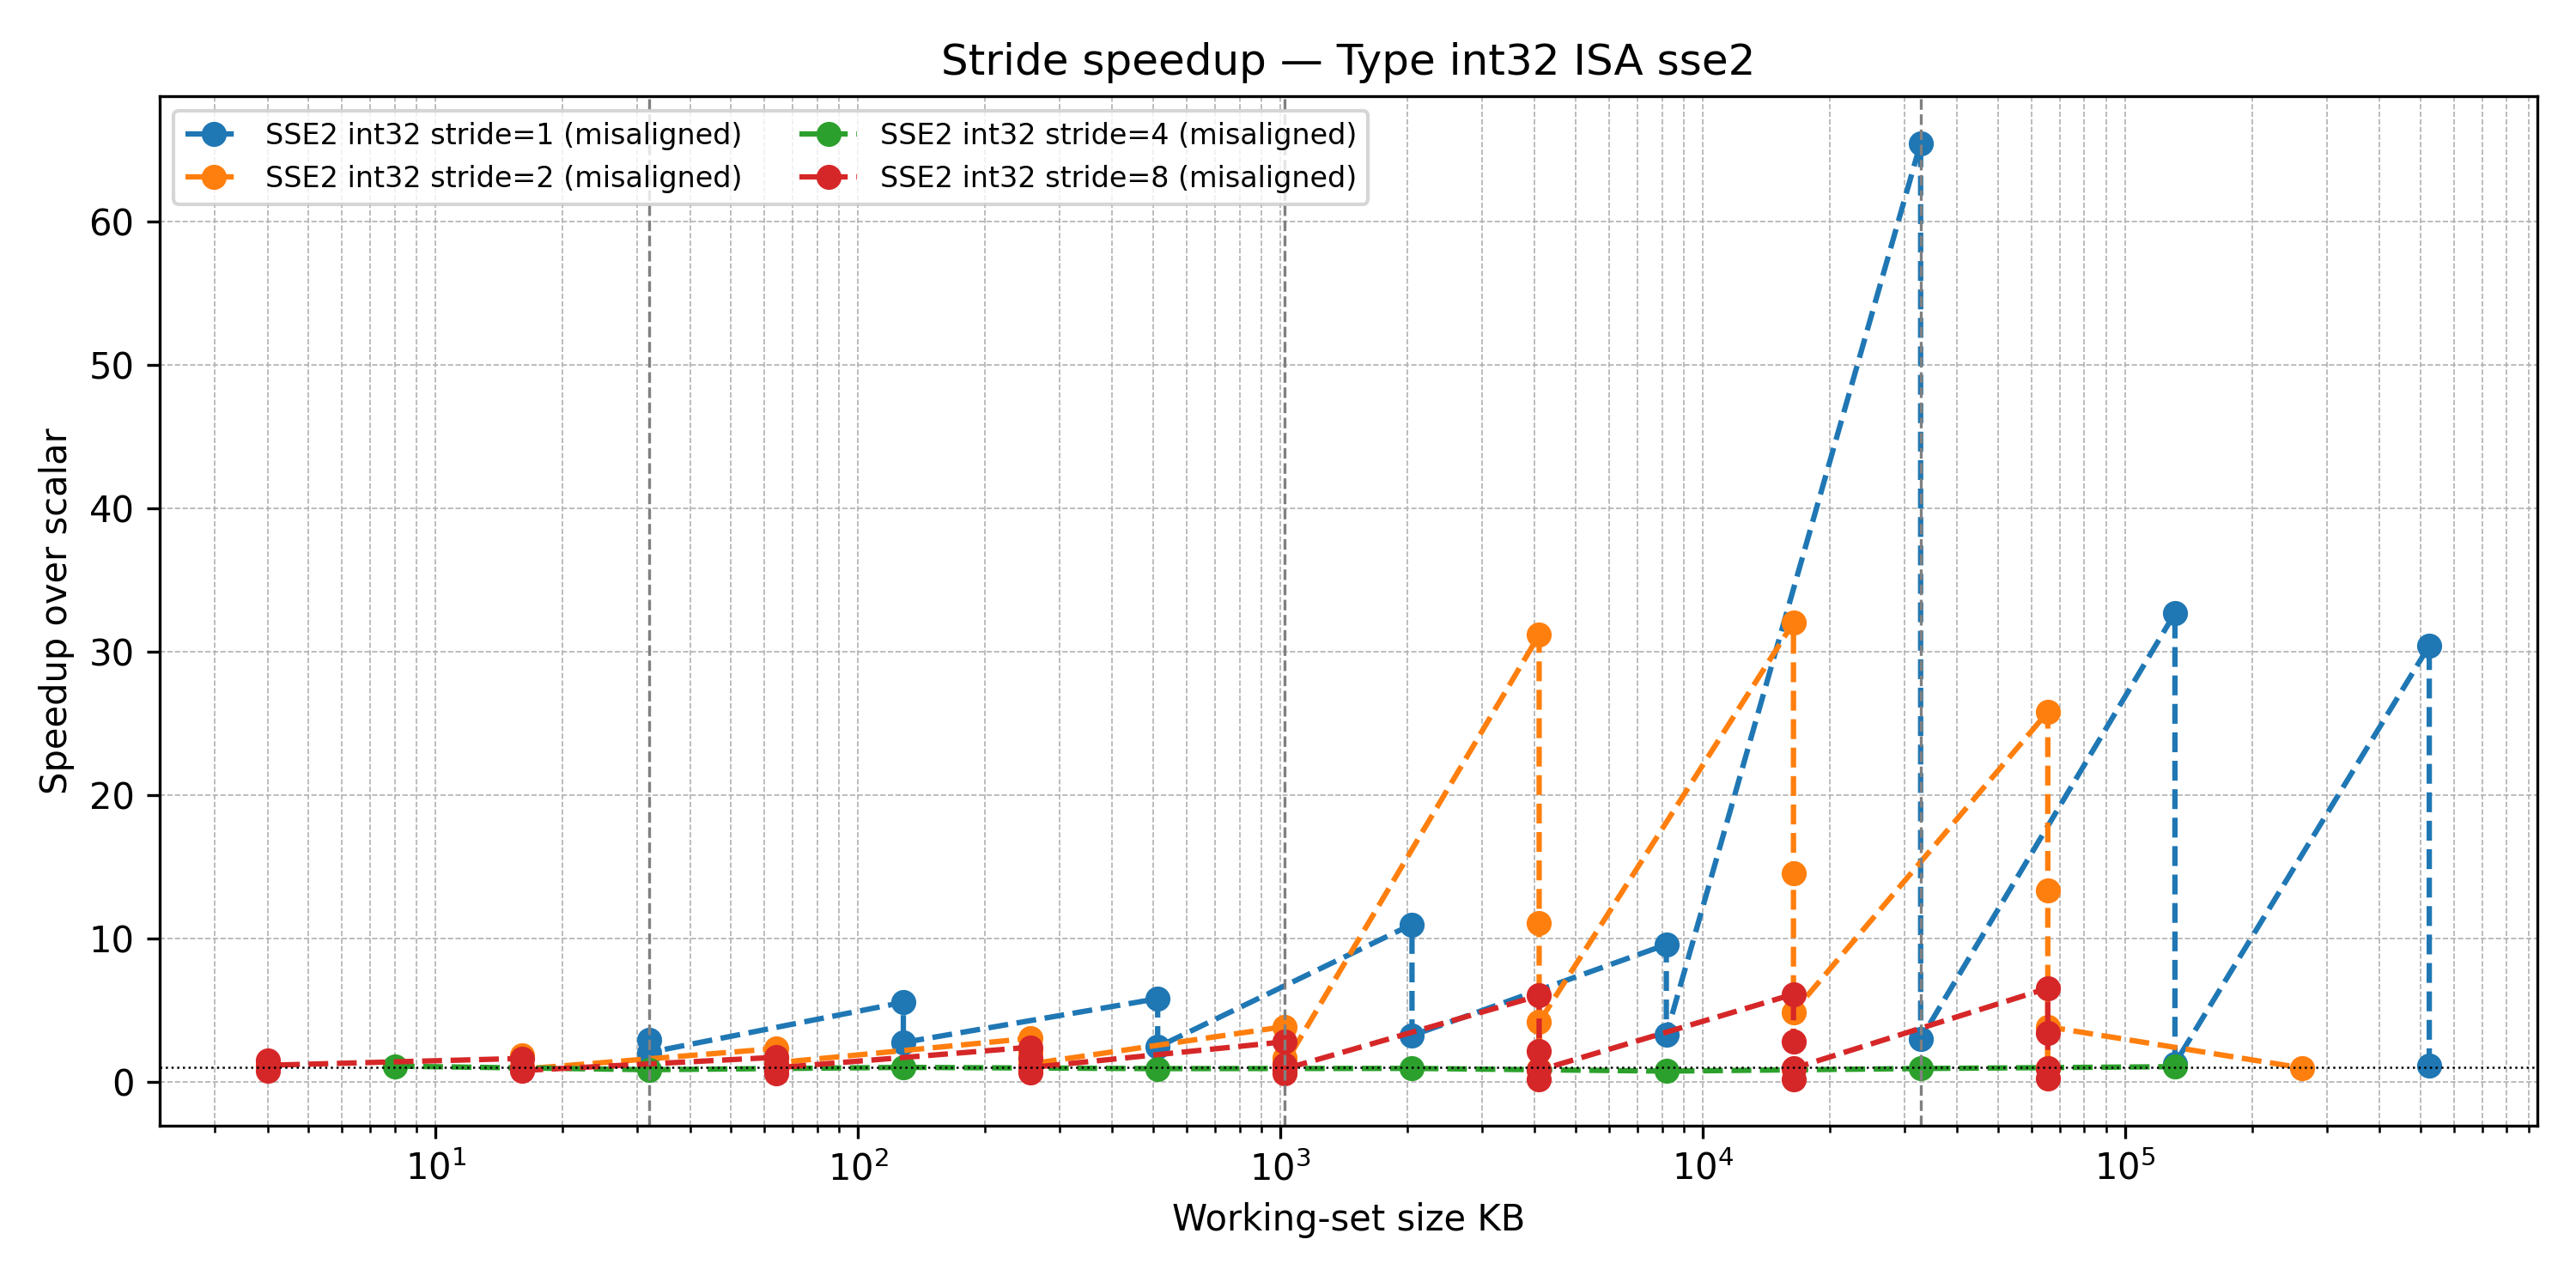 Stride speedup — Type int32 ISA sse2
SSE2 int32 stride=1 (misaligned)
SSE2 int32 stride=2 (misaligned)
SSE2 int32 stride=4 (misaligned)
SSE2 int32 stride=8 (misaligned)
Speedup over scalar
60
50
40
30
20
10
0
10¹ 10² 10³ 10⁴ 10⁵
Working-set size KB